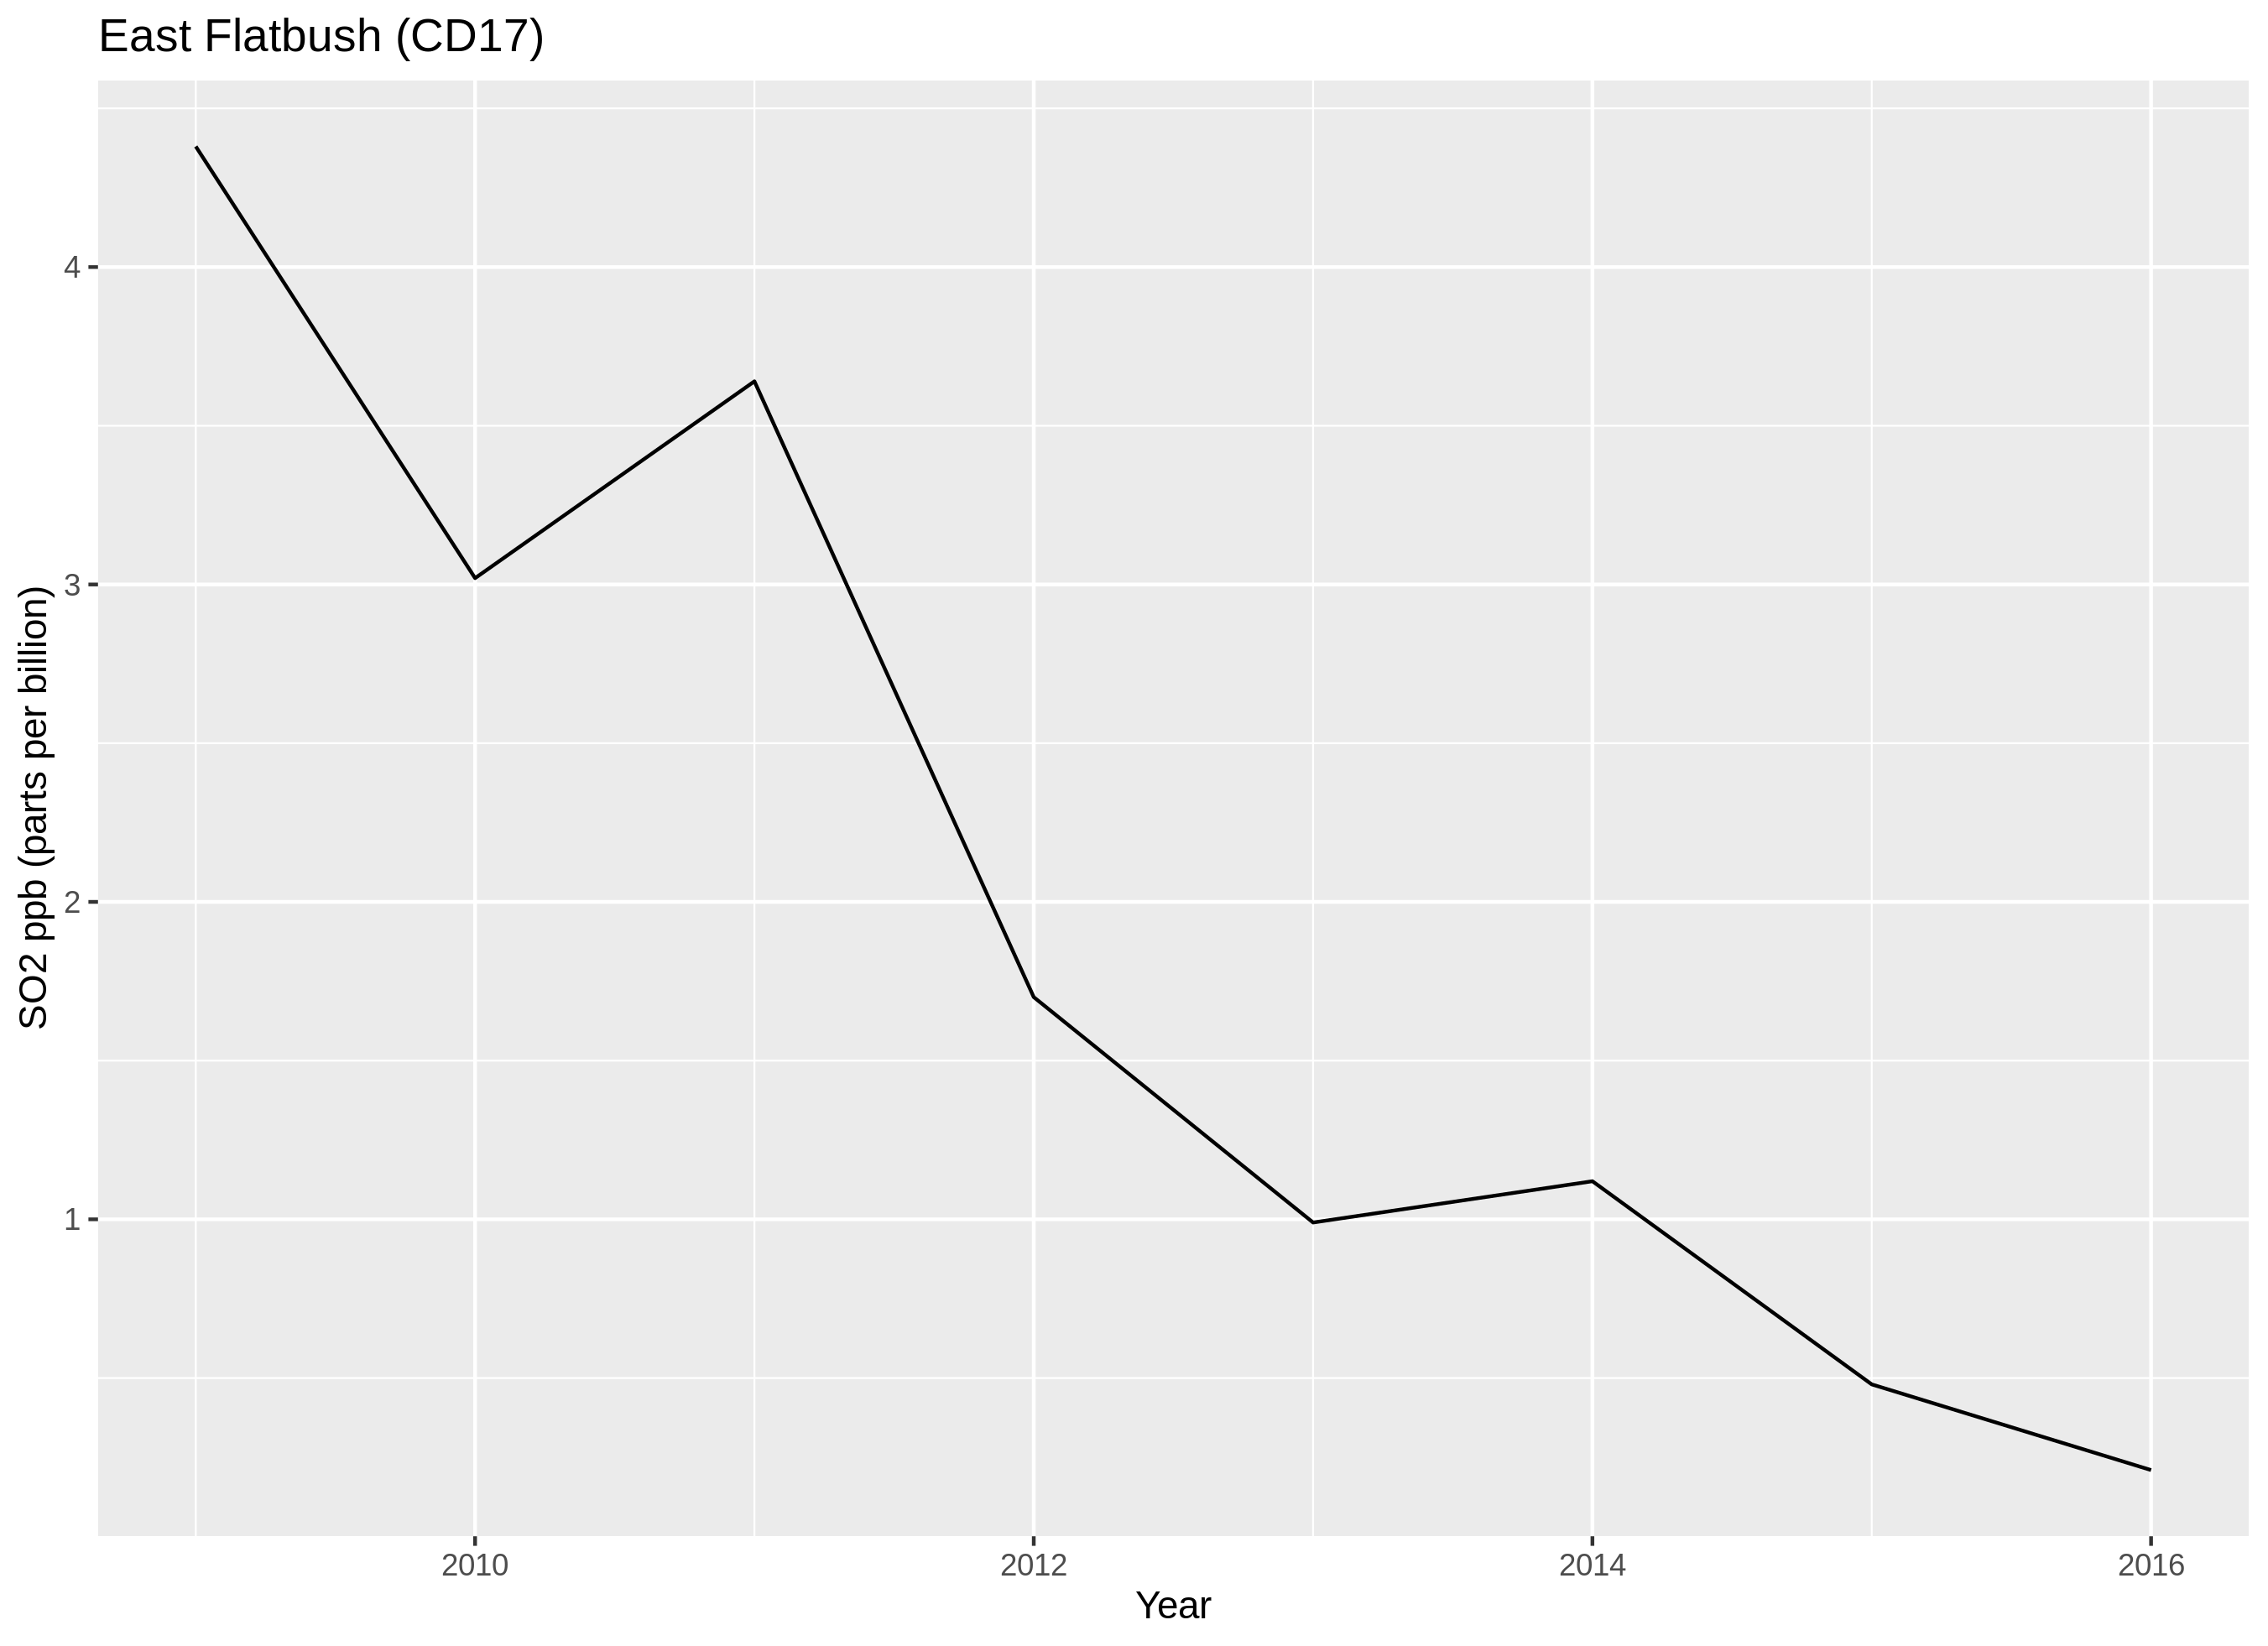 East Flatbush (CD17)
SO2 ppb (parts per billion)
4
3
2
1
2010 2012 2014 2016
Year